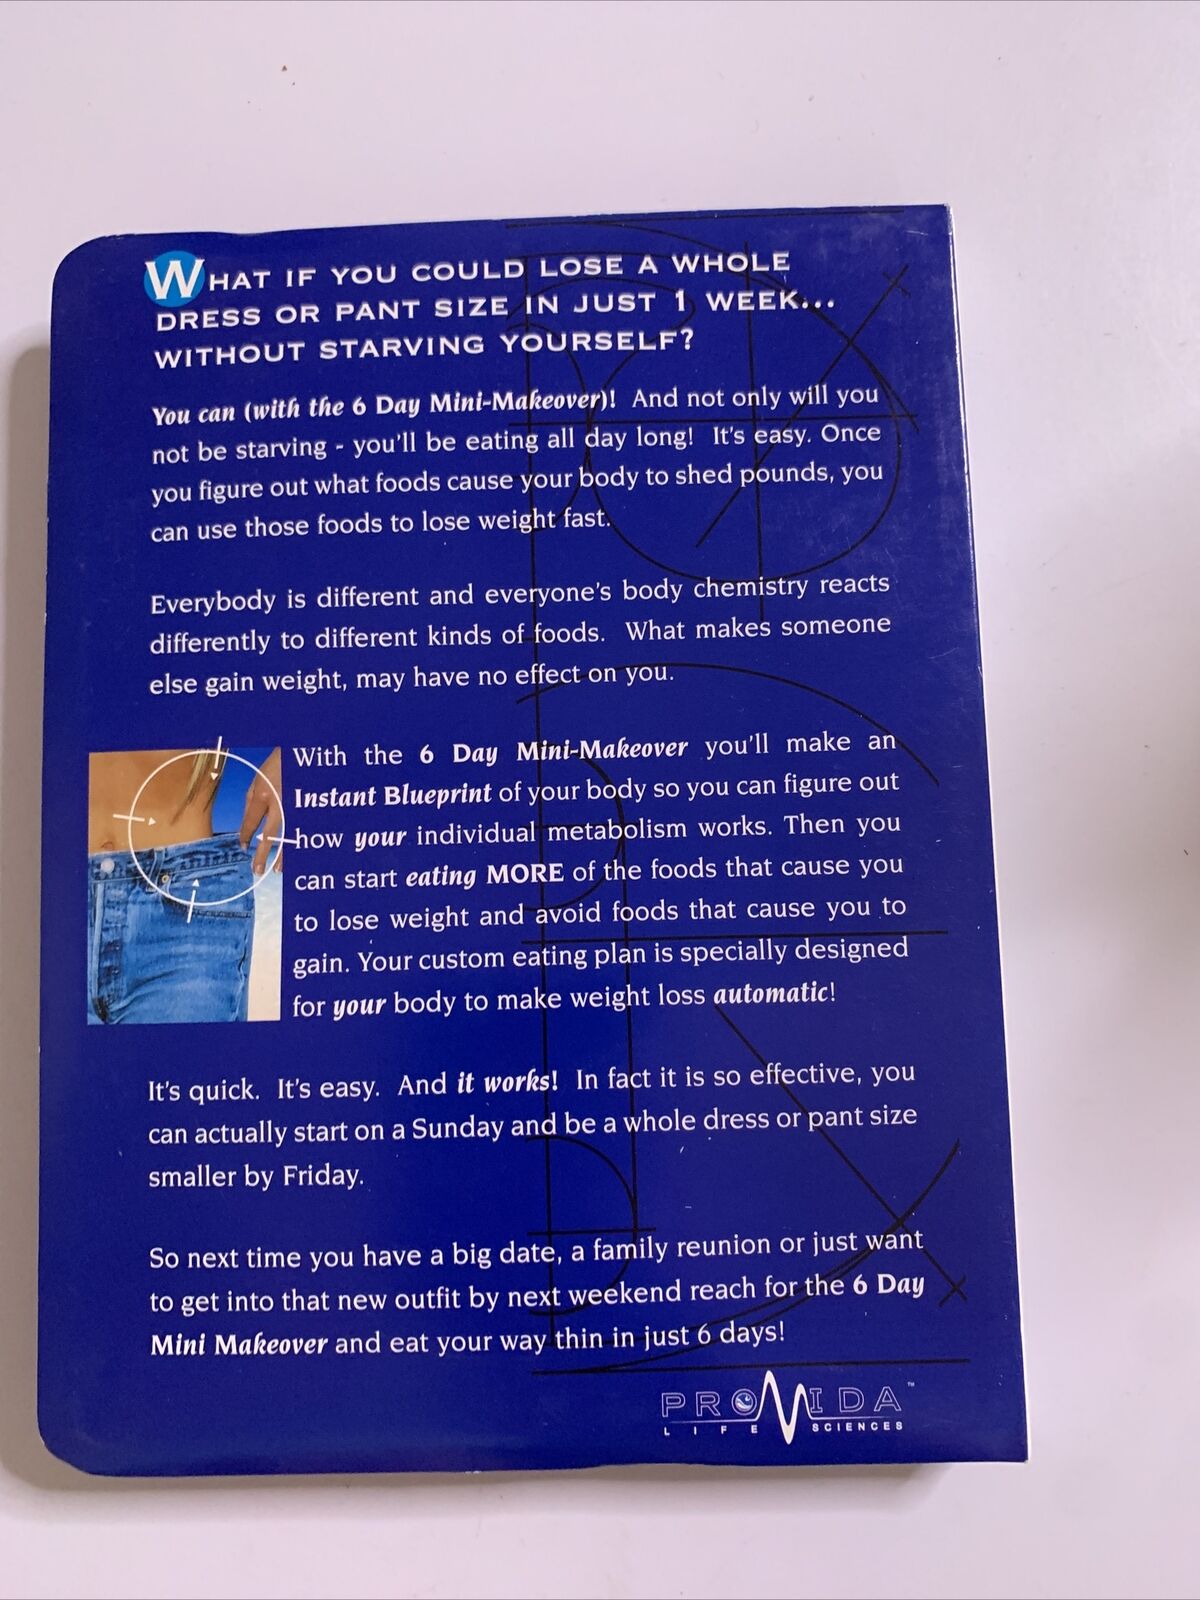 WHAT IF YOU COULD LOSE A WHOLE
DRESS OR PANT SIZE IN JUST 1 WEEK...
WITHOUT STARVING YOURSELF?
You can (with the 6 Day Mini-Makeover)! And not only will you
not be starving - you'll be eating all day long! It's easy. Once
you figure out what foods cause your body to shed pounds, you
can use those foods to lose weight fast.
Everybody is different and everyone's body chemistry reacts
differently to different kinds of foods. What makes someone
else gain weight, may have no effect on you.
With the 6 Day Mini-Makeover you'll make an
Instant Blueprint of your body so you can figure out
how your individual metabolism works. Then you
can start eating MORE of the foods that cause you
to lose weight and avoid foods that cause you to
gain. Your custom eating plan is specially designed
for your body to make weight loss automatic!
It's quick. It's easy. And it works! In fact it is so effective, you
can actually start on a Sunday and be a whole dress or pant size
smaller by Friday.
So next time you have a big date, a family reunion or just want
to get into that new outfit by next weekend reach for the 6 Day
Mini Makeover and eat your way thin in just 6 days!
PROVIDA™
LIFE SCIENCES